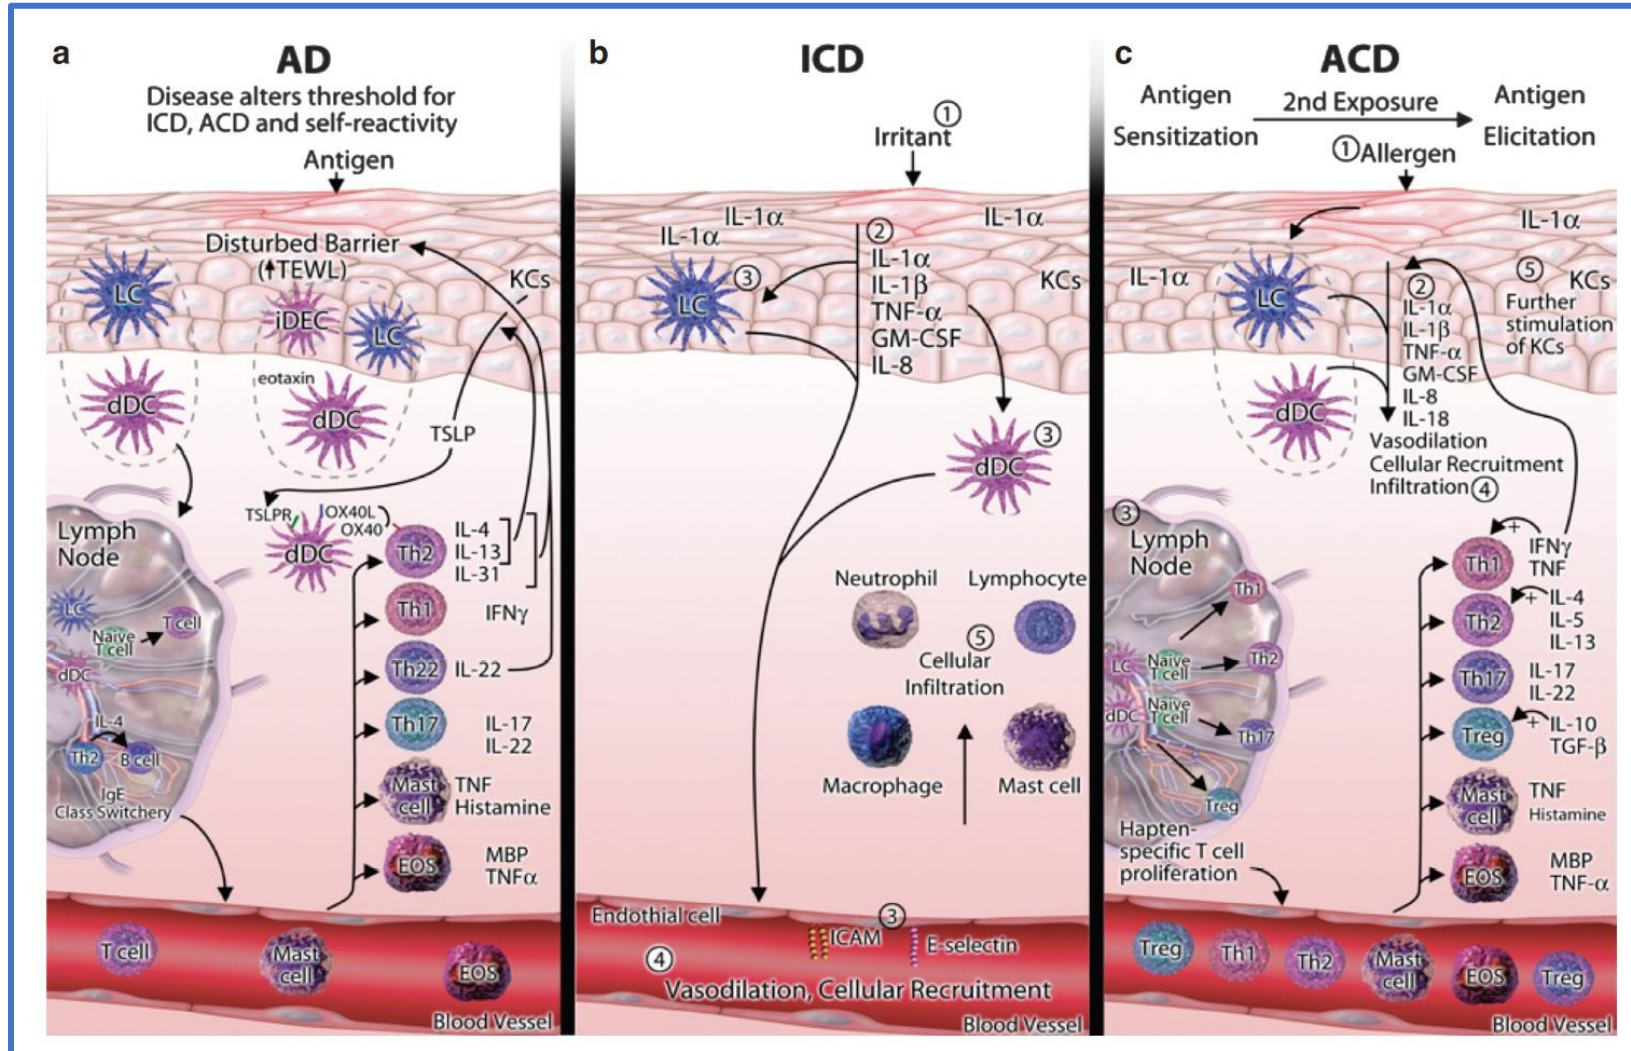 a
AD
Disease alters threshold for
ICD, ACD and self-reactivity
Antigen
Disturbed Barrier
(↑TEWL)
KCs
LC
iDEC
LC
eotaxin
dDC
dDC
TSLP
TSLPR
OX40L
OX40
dDC
Lymph
Node
LC
Naive
T cell
T cell
dDC
IL-4
Th2
B cell
IgE
Class Switchery
Th2
IL-4
IL-13
IL-31
Th1
IFNγ
Th22
IL-22
Th17
IL-17
IL-22
Mast
cell
TNF
Histamine
EOS
MBP
TNFα
T cell
Mast
cell
EOS
Blood Vessel
b
ICD
①
Irritant
IL-1α
IL-1α
IL-1α
②
IL-1α
IL-1β
TNF-α
GM-CSF
IL-8
KCs
LC
③
dDC
③
Neutrophil
Lymphocyte
⑤
Cellular
Infiltration
Macrophage
Mast cell
Endothial cell
③
ICAM
E-selectin
④
Vasodilation, Cellular Recruitment
Blood Vessel
c
ACD
Antigen
Sensitization
2nd Exposure
Antigen
Elicitation
①Allergen
IL-1α
IL-1α
LC
dDC
②
IL-1α
IL-1β
TNF-α
GM-CSF
IL-8
IL-18
⑤
KCs
Further
stimulation
of KCs
Vasodilation
Cellular Recruitment
Infiltration④
③
Lymph
Node
Th1
LC
Naive
T cell
Th2
dDC
Naive
T cell
Th17
Treg
Hapten-
specific T cell
proliferation
Th1
+
IFNγ
TNF
Th2
+
IL-4
IL-5
IL-13
Th17
IL-17
IL-22
Treg
+
IL-10
TGF-β
Mast
cell
TNF
Histamine
EOS
MBP
TNF-α
Treg
Th1
Th2
Mast
cell
EOS
Treg
Blood Vessel